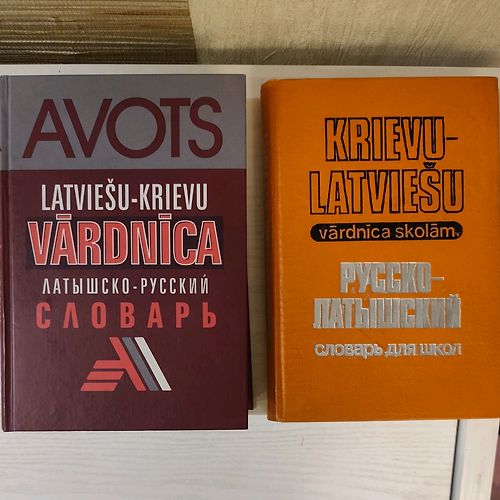 AVOTS
LATVIEŠU-KRIEVU
VĀRDNĪCA
ЛАТЫШСКО-РУССКИЙ
СЛОВАРЬ
KRIEVU-
LATVIEŠU
vārdnīca skolām
РУССКО-
ЛАТЫШСКИЙ
словарь для школ